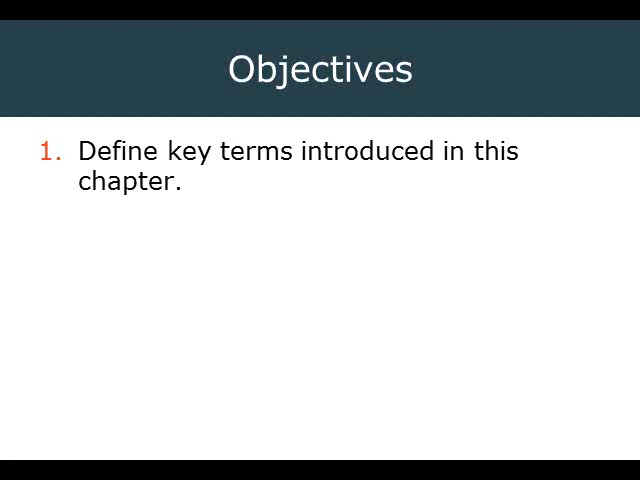 Objectives
1. Define key terms introduced in this
chapter.